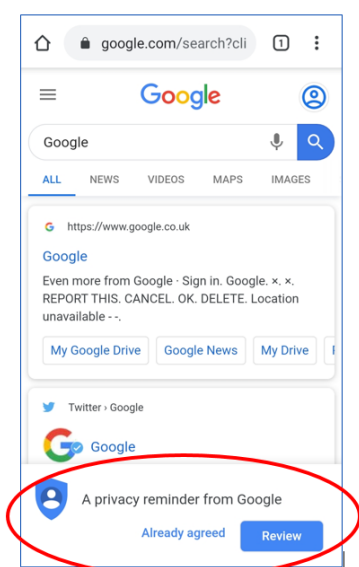 google.com/search?cli 1
Google
Google
ALL NEWS VIDEOS MAPS IMAGES
https://www.google.co.uk
Google
Even more from Google · Sign in. Google. ×. ×.
REPORT THIS. CANCEL. OK. DELETE. Location
unavailable - -.
My Google Drive Google News My Drive
Twitter › Google
Google
A privacy reminder from Google
Already agreed Review